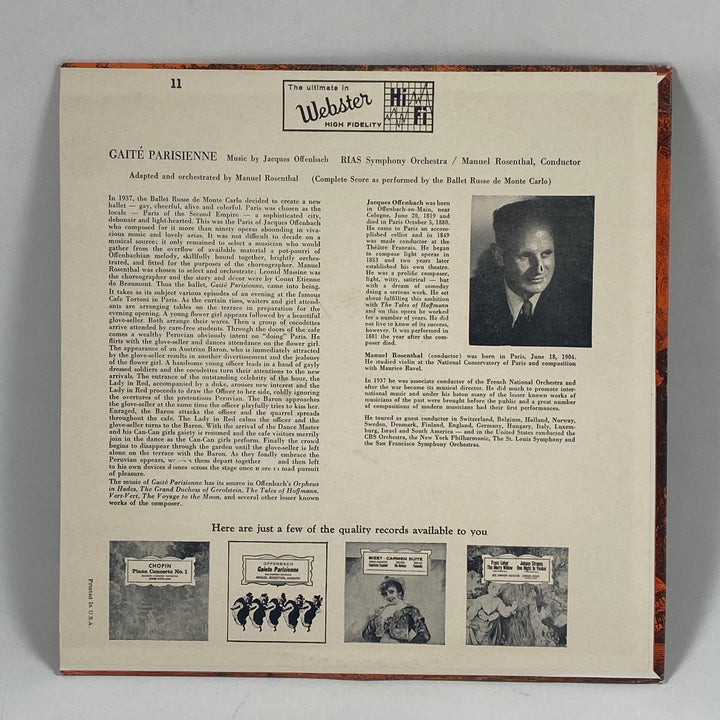 11
The ultimate in
Webster
HIGH FIDELITY
Hi
Fi
GAITÉ PARISIENNE Music by Jacques Offenbach RIAS Symphony Orchestra / Manuel Rosenthal, Conductor
Adapted and orchestrated by Manuel Rosenthal (Complete Score as performed by the Ballet Russe de Monte Carlo)
In 1937, the Ballet Russe de Monte Carlo decided to create a new
ballet — gay, cheerful, alive and colorful. Paris was chosen as the
locale — Paris of the Second Empire — a sophisticated city,
debonair and light-hearted. This was the Paris of Jacques Offenbach
who composed for it more than ninety operas abounding in viva-
cious music and lovely arias. It was not difficult to decide on a
musical source; it only remained to select a musician who would
gather from the overflow of available material a pot-pourri of
Offenbachian melody, skillfully bound together, brightly orches-
trated, and fitted for the purposes of the choreographer. Manuel
Rosenthal was chosen to select and orchestrate; Leonid Massine was
the choreographer and the story and décor were by Count Etienne
de Beaumont. Thus the ballet, Gaité Parisienne, came into being.
It takes as its subject various episodes of an evening at the famous
Cafe Tortoni in Paris. As the curtain rises, waiters and girl attend-
ants are arranging tables on the terrace in preparation for the
evening opening. A young flower girl appears followed by a beautiful
glove-seller. Both arrange their wares. Then a group of cocodettes
arrive attended by care-free students. Through the doors of the cafe
comes a wealthy Peruvian obviously intent on "doing" Paris. He
flirts with the glove-seller and dances attendance on the flower girl.
The appearance of an Austrian Baron, who is immediately attracted
by the glove-seller results in another divertissement and the jealousy
of the flower girl. A handsome young officer leads in a band of gayly
dressed soldiers and the cocodettes turn their attentions to the new
arrivals. The entrance of the outstanding celebrity of the hour, the
Lady in Red, accompanied by a duke, arouses new interest and the
Lady in Red proceeds to draw the Officer to her side, coldly ignoring
the overtures of the pretentious Peruvian. The Baron approaches
the glove-seller at the same time the officer playfully tries to kiss her.
Enraged, the Baron attacks the officer and the quarrel spreads
throughout the cafe. The Lady in Red calms the officer and the
glove-seller turns to the Baron. With the arrival of the Dance Master
and his Can-Can girls gaiety is resumed and the cafe visitors merrily
join in the dance as the Can-Can girls perform. Finally the crowd
begins to disappear through the garden until the glove-seller is left
alone on the terrace with the Baron. As they fondly embrace the
Peruvian appears, them depart together and then left
to his own devices across the stage once more in mad pursuit
of pleasure.
The music of Gaité Parisienne has its source in Offenbach's Orpheus
in Hades, The Grand Duchess of Gerolstein, The Tales of Hoffmann,
Vert-Vert, The Voyage to the Moon, and several other lesser known
works of the composer.
Jacques Offenbach was born
in Offenbach-on-Main, near
Cologne, June 20, 1819 and
died in Paris October 5, 1880.
He came to Paris an accom-
plished cellist and in 1849
was made conductor at the
Théâtre Francais. He began
to compose light operas in
1853 and two years later
established his own theatre.
He was a prolific composer,
light, witty, satirical — but
with a dream of someday
doing a serious work. He set
about fulfilling this ambition
with The Tales of Hoffmann
and on this opera he worked
for a number of years. He did
not live to know of its success,
however. It was performed in
1881 the year after the com-
poser died.
Manuel Rosenthal (conductor) was born in Paris, June 18, 1904.
He studied violin at the National Conservatory of Paris and composition
with Maurice Ravel.
In 1937 he was associate conductor of the French National Orchestra and
after the war became its musical director. He did much to promote inter-
national music and under his baton many of the lesser known works of
musicians of the past were brought before the public and a great number
of compositions of modern musicians had their first performances.
He toured as guest conductor in Switzerland, Belgium, Holland, Norway,
Sweden, Denmark, Finland, England, Germany, Hungary, Italy, Luxem-
burg, Israel and South America — and in the United States conducted the
CBS Orchestra, the New York Philharmonic, The St. Louis Symphony and
the San Francisco Symphony Orchestras.
Here are just a few of the quality records available to you
CHOPIN
Piano Concerto No. 1
OFFENBACH
Gaiete Parisienne
MANUEL ROSENTHAL, CONDUCTOR
BIZET - CARMEN SUITE
Franz Lehar
The Merry Widow
Johann Strauss
One Night in Venice
Printed in U.S.A.